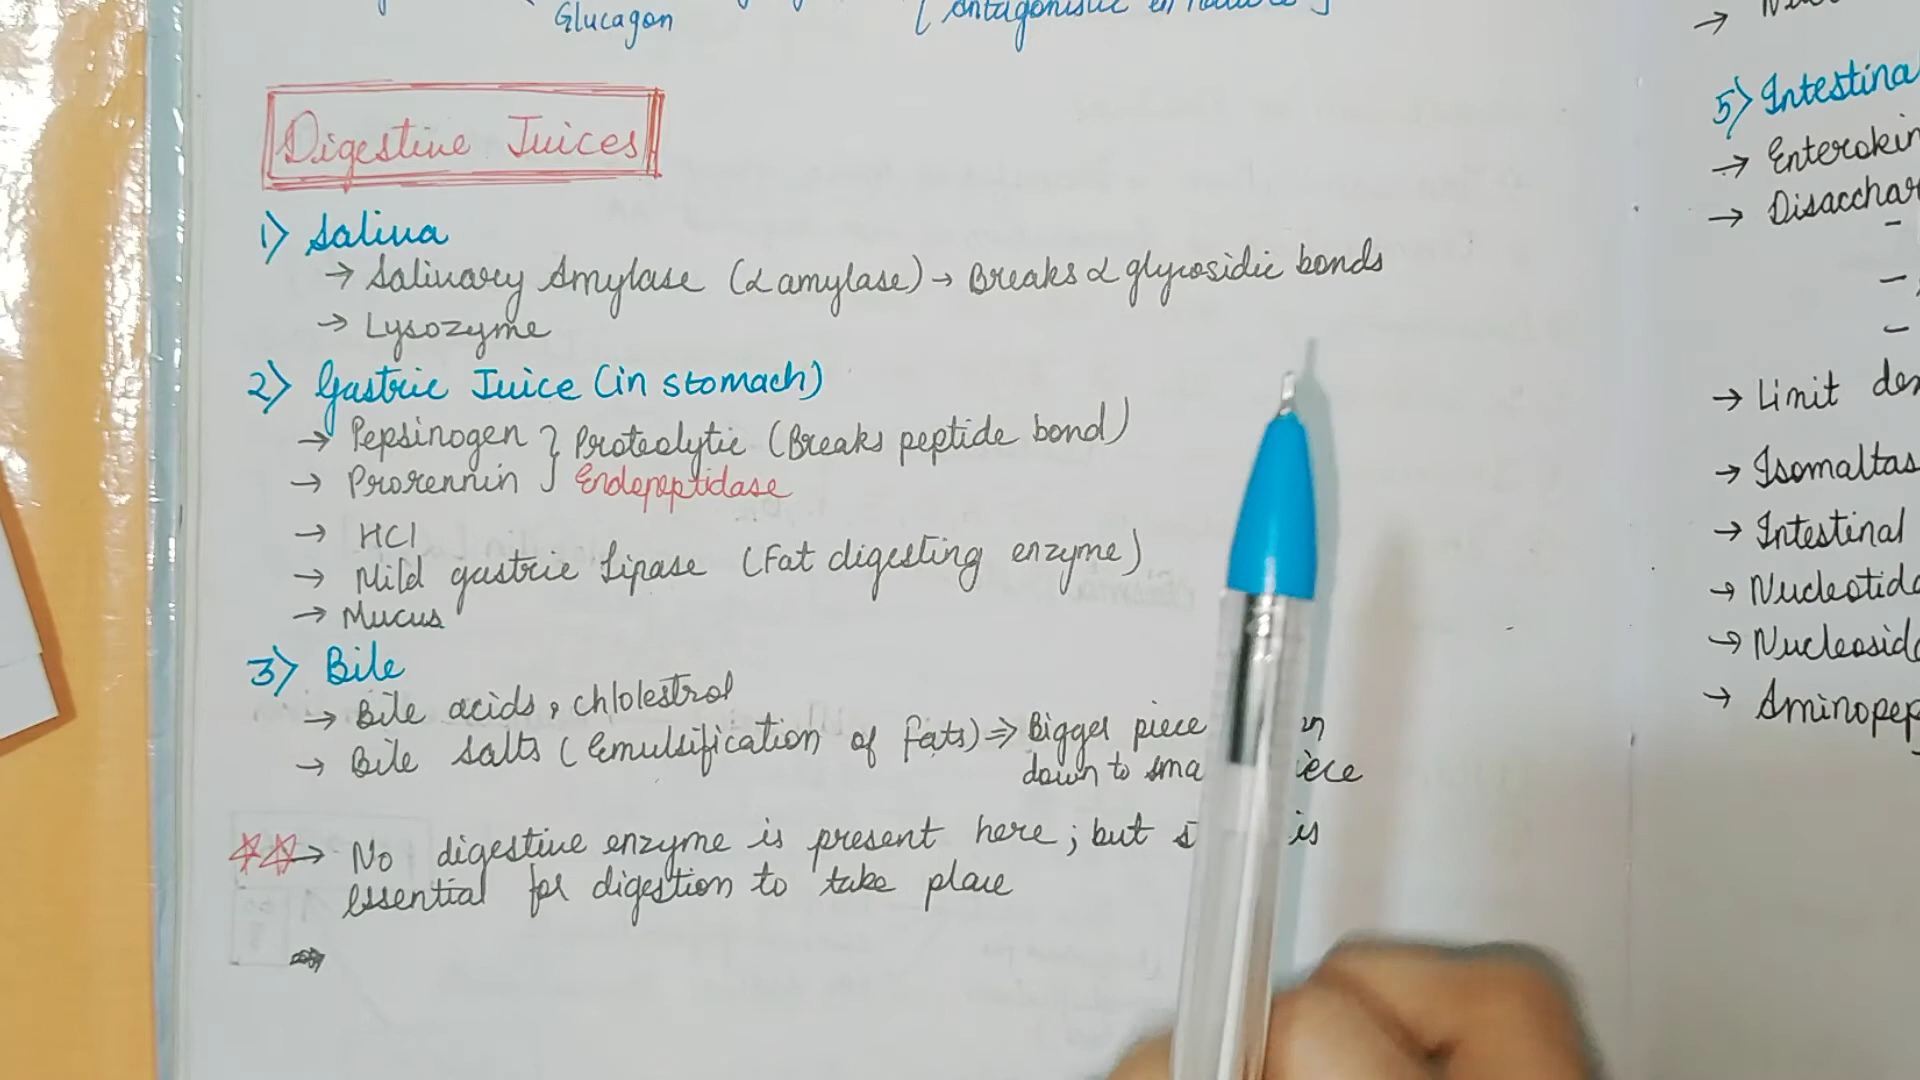 Glucagon
Digestive Juices
1) Saliva
→ Salivary Amylase (α amylase) → Breaks α glycosidic bonds
→ Lysozyme
2) Gastric Juice (in stomach)
→ Pepsinogen } Proteolytic (Breaks peptide bond)
→ Prorennin } Endopeptidase
→ HCl
→ Mild gastric lipase (Fat digesting enzyme)
→ Mucus
3) Bile
→ Bile acids, chlolestrol
→ Bile salts (Emulsification of fats) ⇒ Bigger piece
down to sma
→ No digestive enzyme is present here; but is
essential for digestion to take place
5) Intestina
→ Enterokin
→ Disacchar
→ Limit dex
→ Isomaltas
→ Intestinal
→ Nucleotida
→ Nucleosid
→ Aminopep